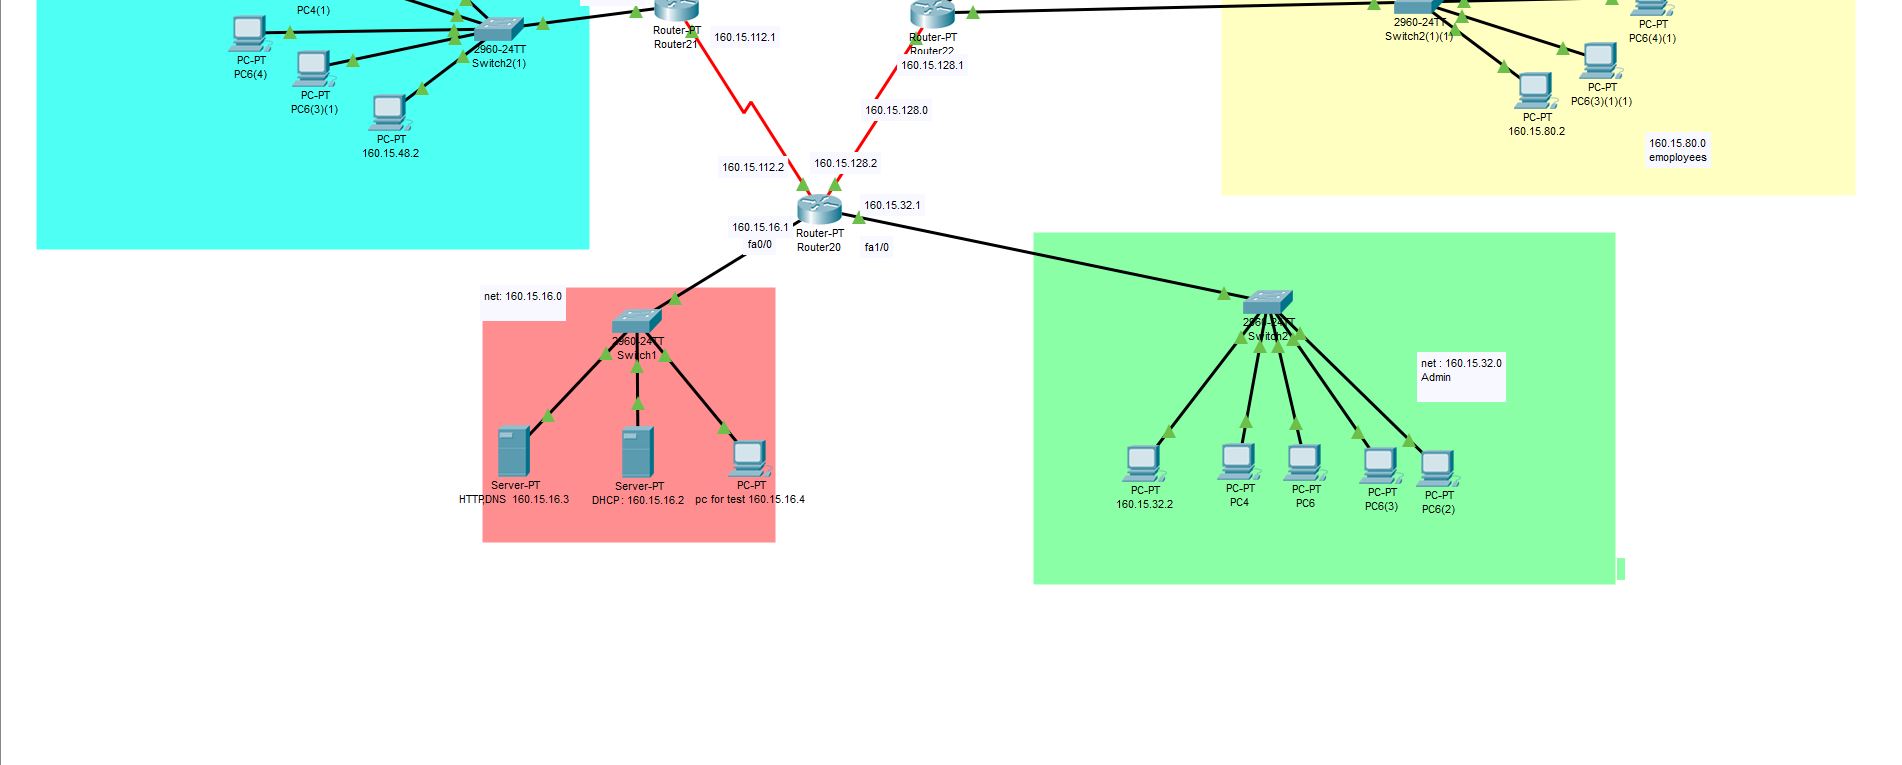 PC4(1)
PC-PT
PC6(4)
PC-PT
PC6(3)(1)
PC-PT
160.15.48.2
2960-24TT
Switch2(1)
Router-PT
Router21
160.15.112.1
Router-PT
Router22
160.15.128.1
160.15.128.0
160.15.112.2
160.15.128.2
2960-24TT
Switch2(1)(1)
PC-PT
PC6(4)(1)
PC-PT
PC6(3)(1)(1)
PC-PT
160.15.80.2
160.15.80.0
emoployees
160.15.32.1
160.15.16.1
fa0/0
Router-PT
Router20
fa1/0
net: 160.15.16.0
2960-24TT
Switch1
Server-PT
HTTP,DNS 160.15.16.3
Server-PT
DHCP : 160.15.16.2
PC-PT
pc for test 160.15.16.4
2960-24TT
Switch2
net : 160.15.32.0
Admin
PC-PT
160.15.32.2
PC-PT
PC4
PC-PT
PC6
PC-PT
PC6(3)
PC-PT
PC6(2)